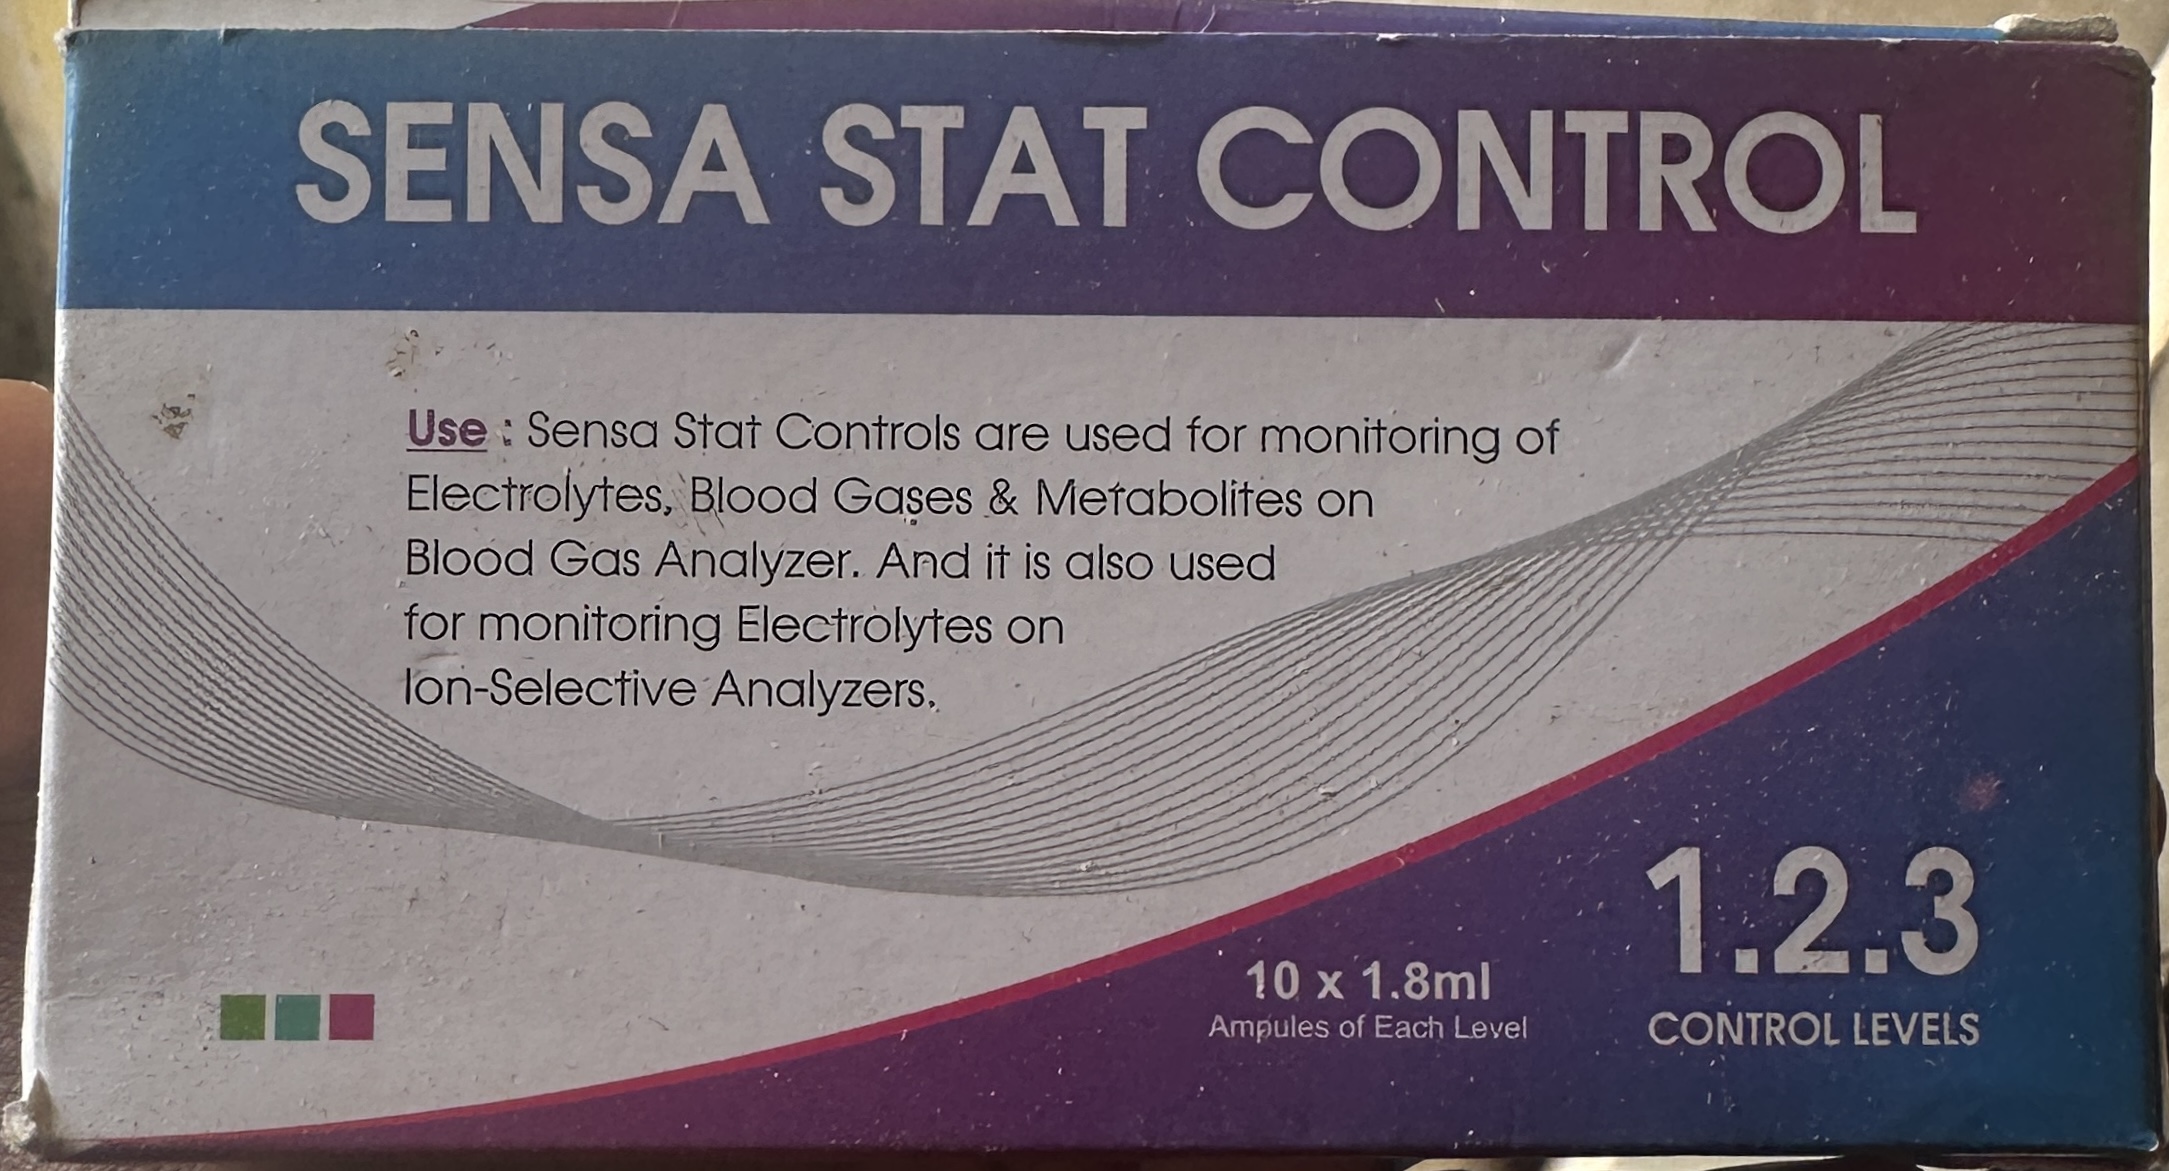 SENSA STAT CONTROL
Use : Sensa Stat Controls are used for monitoring of
Electrolytes, Blood Gases & Metabolites on
Blood Gas Analyzer. And it is also used
for monitoring Electrolytes on
Ion-Selective Analyzers.
10 x 1.8ml
Ampules of Each Level
1.2.3
CONTROL LEVELS